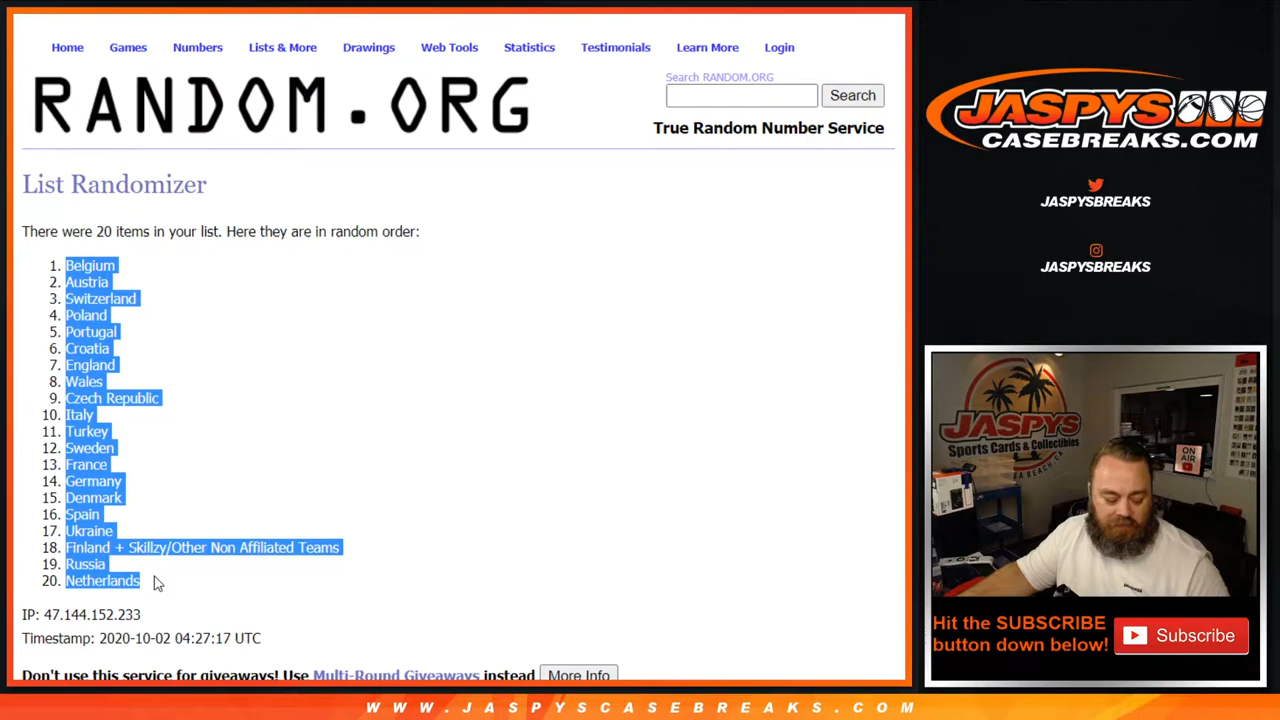 Home Games Numbers Lists & More Drawings Web Tools Statistics Testimonials Learn More Login
RANDOM.ORG
Search RANDOM.ORG
Search
True Random Number Service
List Randomizer
There were 20 items in your list. Here they are in random order:
1. Belgium
2. Austria
3. Switzerland
4. Poland
5. Portugal
6. Croatia
7. England
8. Wales
9. Czech Republic
10. Italy
11. Turkey
12. Sweden
13. France
14. Germany
15. Denmark
16. Spain
17. Ukraine
18. Finland + Skillzy/Other Non Affiliated Teams
19. Russia
20. Netherlands
IP: 47.144.152.233
Timestamp: 2020-10-02 04:27:17 UTC
Don't use this service for giveaways! Use Multi-Round Giveaways instead More Info
JASPYS
CASEBREAKS.COM
JASPYSBREAKS
JASPYSBREAKS
JASPYS
Sports Cards & Collectibles
ON
AIR
Hit the SUBSCRIBE
button down below!
Subscribe
WWW.JASPYSCASEBREAKS.COM